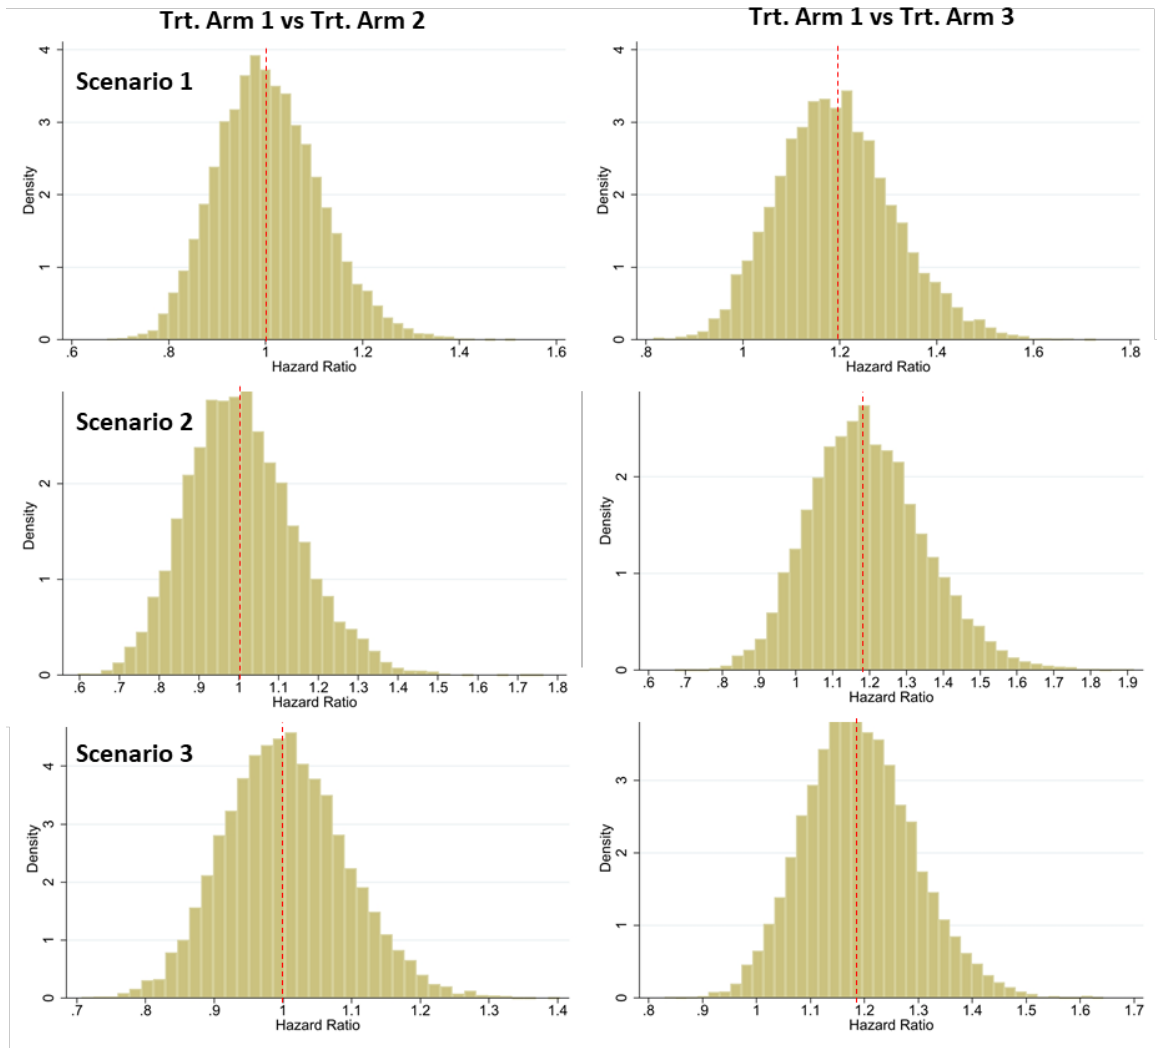 Trt. Arm 1 vs Trt. Arm 2
Trt. Arm 1 vs Trt. Arm 3
Scenario 1
Density
0 1 2 3 4
.6 .8 1 1.2 1.4 1.6
Hazard Ratio
Density
0 1 2 3 4
.8 1 1.2 1.4 1.6 1.8
Hazard Ratio
Scenario 2
Density
0 1 2
.6 .7 .8 .9 1 1.1 1.2 1.3 1.4 1.5 1.6 1.7 1.8
Hazard Ratio
Density
0 1 2
.6 .7 .8 .9 1 1.1 1.2 1.3 1.4 1.5 1.6 1.7 1.8 1.9
Hazard Ratio
Scenario 3
Density
0 1 2 3 4
.7 .8 .9 1 1.1 1.2 1.3 1.4
Hazard Ratio
Density
0 1 2 3
.8 .9 1 1.1 1.2 1.3 1.4 1.5 1.6 1.7
Hazard Ratio